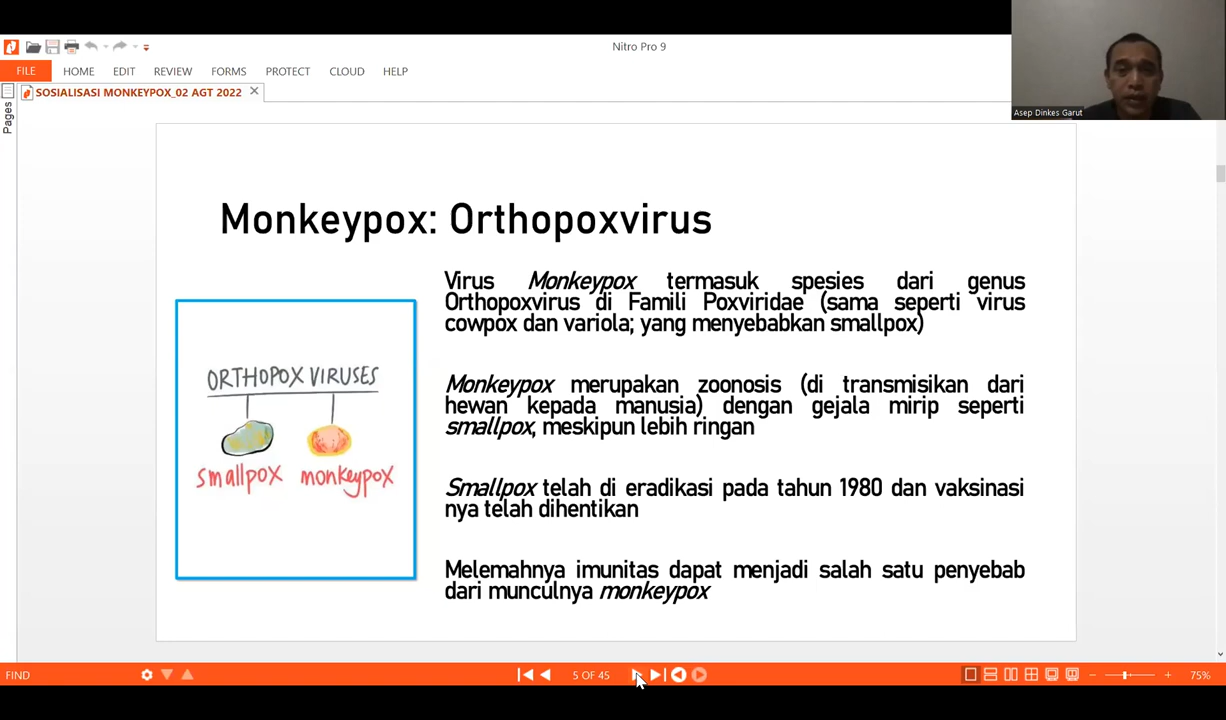 Nitro Pro 9
FILE HOME EDIT REVIEW FORMS PROTECT CLOUD HELP
SOSIALISASI MONKEYPOX_02 AGT 2022
Asep Dinkes Garut
Pages
Monkeypox: Orthopoxvirus
ORTHOPOX VIRUSES
smallpox monkeypox
Virus Monkeypox termasuk spesies dari genus
Orthopoxvirus di Famili Poxviridae (sama seperti virus
cowpox dan variola; yang menyebabkan smallpox)
Monkeypox merupakan zoonosis (di transmisikan dari
hewan kepada manusia) dengan gejala mirip seperti
smallpox, meskipun lebih ringan
Smallpox telah di eradikasi pada tahun 1980 dan vaksinasi
nya telah dihentikan
Melemahnya imunitas dapat menjadi salah satu penyebab
dari munculnya monkeypox
FIND
5 OF 45
75%